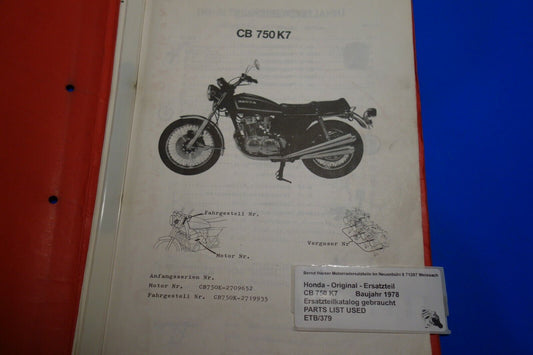 CB 750 K7
HONDA
Fahrgestell Nr.
Motor Nr.
Vergaser Nr
Anfangsserien Nr.
Motor Nr. CB750E-2709652
Fahrgestell Nr. CB750K-2719935
Honda - Original - Ersatzteil
CB 750 K7 Baujahr 1978
Ersatzteilkatalog gebraucht
PARTS LIST USED
ETB/379